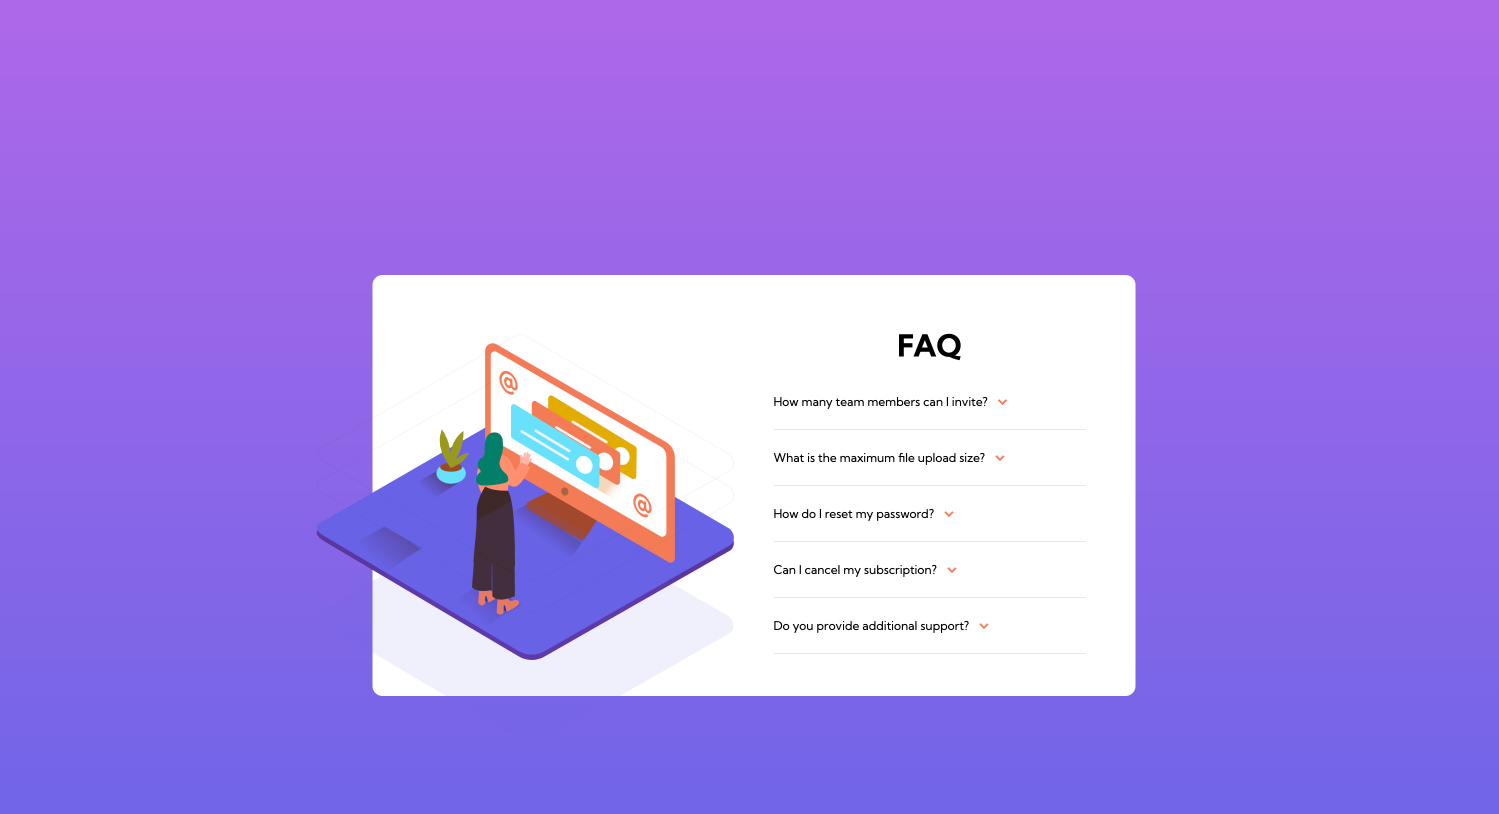 FAQ
How many team members can I invite?
What is the maximum file upload size?
How do I reset my password?
Can I cancel my subscription?
Do you provide additional support?
@
@